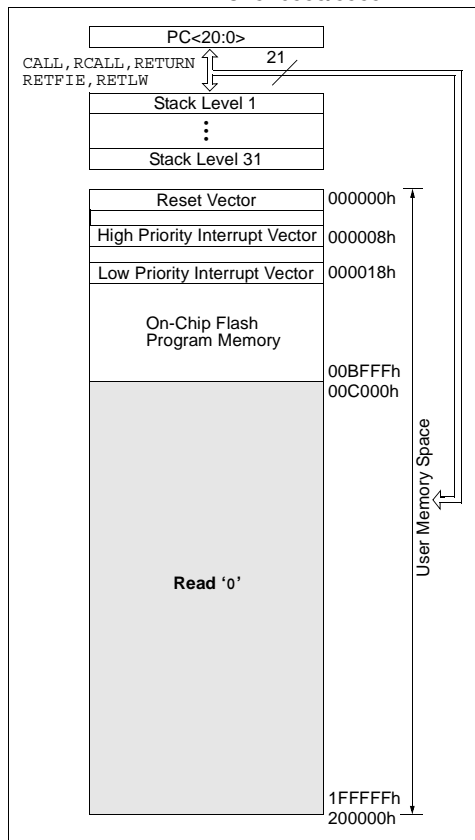 PC<20:0>
CALL,RCALL,RETURN
RETFIE,RETLW
21
Stack Level 1
Stack Level 31
Reset Vector
000000h
High Priority Interrupt Vector
000008h
Low Priority Interrupt Vector
000018h
On-Chip Flash
Program Memory
00BFFFh
00C000h
User Memory Space
Read ‘0’
1FFFFFh
200000h